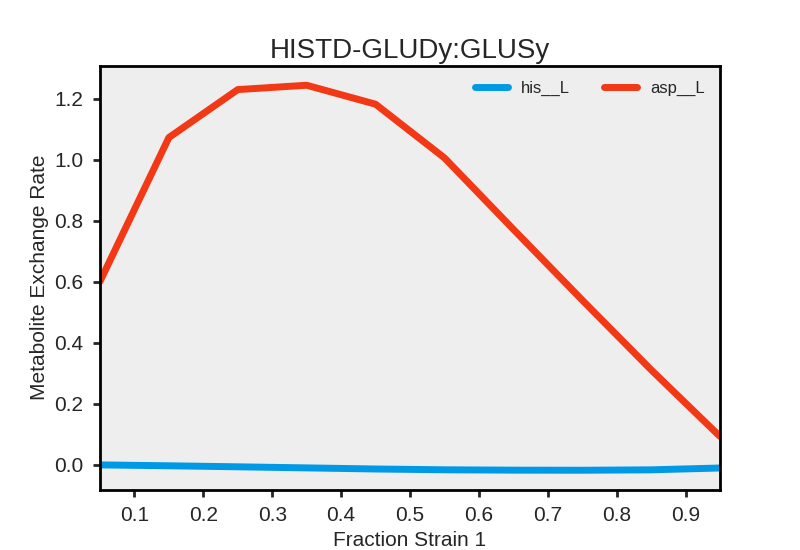 HISTD-GLUDy:GLUSy
his__L
asp__L
Metabolite Exchange Rate
1.2
1.0
0.8
0.6
0.4
0.2
0.0
0.1 0.2 0.3 0.4 0.5 0.6 0.7 0.8 0.9
Fraction Strain 1